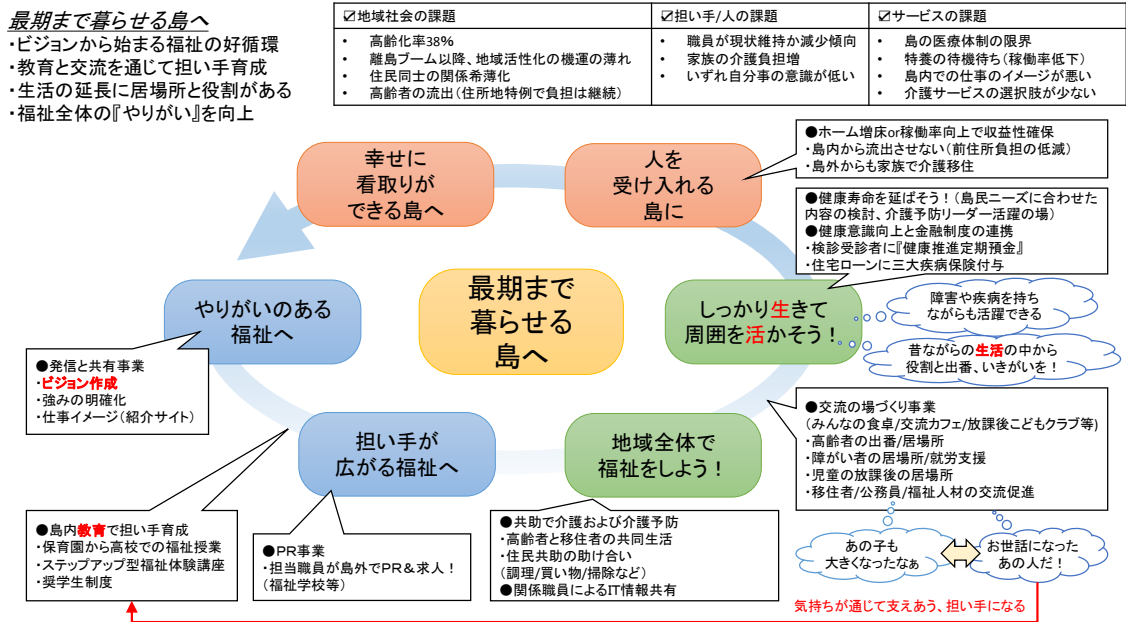 最期まで暮らせる島へ
・ビジョンから始まる福祉の好循環
・教育と交流を通じて担い手育成
・生活の延長に居場所と役割がある
・福祉全体の『やりがい』を向上
☑地域社会の課題
• 高齢化率38%
• 離島ブーム以降、地域活性化の機運の薄れ
• 住民同士の関係希薄化
• 高齢者の流出（住所地特例で負担は継続）
☑担い手/人の課題
• 職員が現状維持か減少傾向
• 家族の介護負担増
• いずれ自分事の意識が低い
☑サービスの課題
• 島の医療体制の限界
• 特養の待機待ち（稼働率低下）
• 島内での仕事のイメージが悪い
• 介護サービスの選択肢が少ない
幸せに
看取りが
できる島へ
人を
受け入れる
島に
●ホーム増床or稼働率向上で収益性確保
・島内から流出させない（前住所負担の低減）
・島外からも家族で介護移住
●健康寿命を延ばそう！（島民ニーズに合わせた
内容の検討、介護予防リーダー活躍の場）
●健康意識向上と金融制度の連携
・検診受診者に『健康推進定期預金』
・住宅ローンに三大疾病保険付与
やりがいのある
福祉へ
最期まで
暮らせる
島へ
しっかり生きて
周囲を活かそう！
障害や疾病を持ち
ながらも活躍できる
昔ながらの生活の中から
役割と出番、いきがいを！
●発信と共有事業
・ビジョン作成
・強みの明確化
・仕事イメージ（紹介サイト）
担い手が
広がる福祉へ
地域全体で
福祉をしよう！
●交流の場づくり事業
（みんなの食卓/交流カフェ/放課後こどもクラブ等）
・高齢者の出番/居場所
・障がい者の居場所/就労支援
・児童の放課後の居場所
・移住者/公務員/福祉人材の交流促進
●島内教育で担い手育成
・保育園から高校での福祉授業
・ステップアップ型福祉体験講座
・奨学生制度
●PR事業
・担当職員が島外でPR＆求人！
（福祉学校等）
●共助で介護および介護予防
・高齢者と移住者の共同生活
・住民共助の助け合い
（調理/買い物/掃除など）
●関係職員によるIT情報共有
あの子も
大きくなったなぁ
お世話になった
あの人だ！
気持ちが通じて支えあう、担い手になる